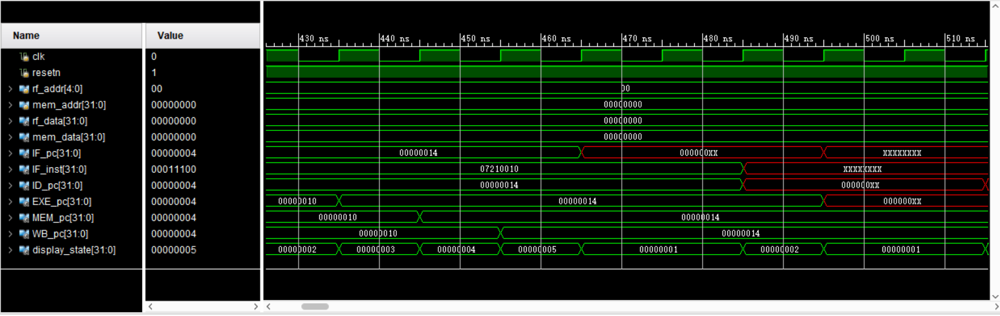 Name Value
430 ns 440 ns 450 ns 460 ns 470 ns 480 ns 490 ns 500 ns 510 ns
clk 0
resetn 1
rf_addr[4:0] 00 00
mem_addr[31:0] 00000000 00000000
rf_data[31:0] 00000000 00000000
mem_data[31:0] 00000000 00000000
IF_pc[31:0] 00000004 00000014 000000XX XXXXXXXX
IF_inst[31:0] 00011100 07210010 XXXXXXXX
ID_pc[31:0] 00000004 00000014 000000XX
EXE_pc[31:0] 00000004 00000010 00000014 000000XX
MEM_pc[31:0] 00000004 00000010 00000014
WB_pc[31:0] 00000004 00000010 00000014
display_state[31:0] 00000005 00000002 00000003 00000004 00000005 00000001 00000002 00000001